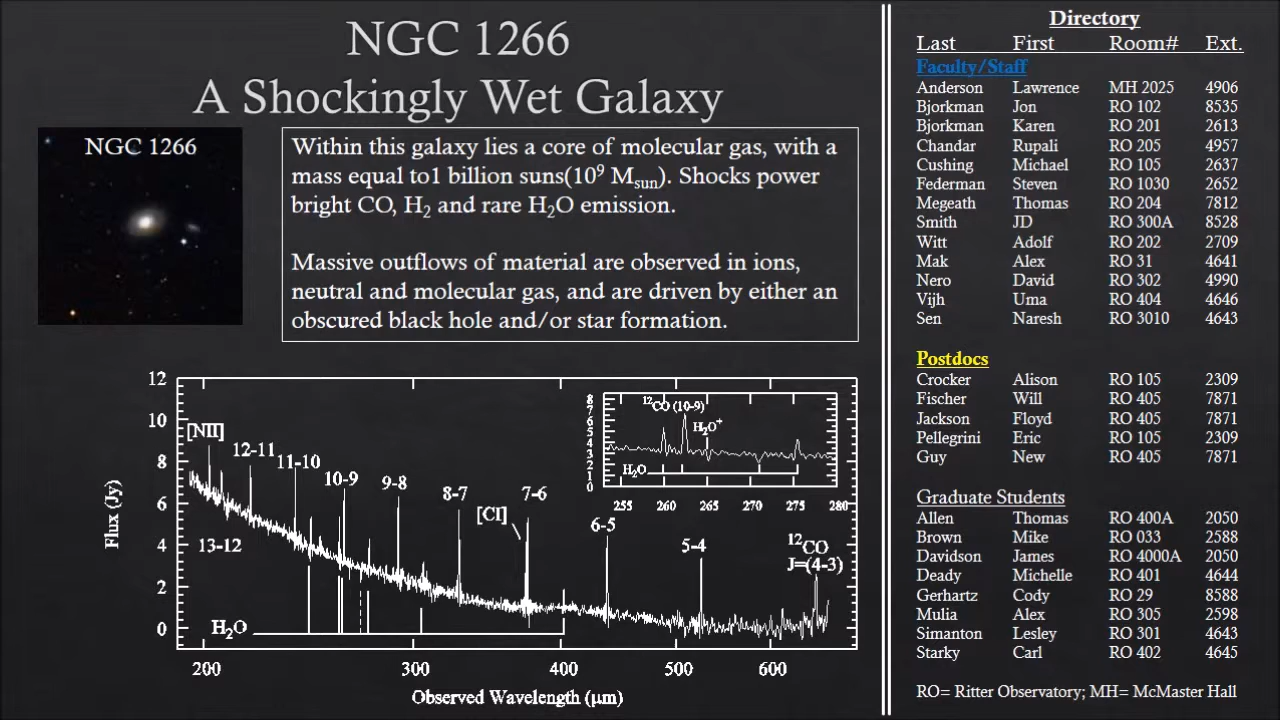 NGC 1266
A Shockingly Wet Galaxy
NGC 1266
Within this galaxy lies a core of molecular gas, with a
mass equal to1 billion suns(10⁹ M_sun). Shocks power
bright CO, H₂ and rare H₂O emission.
Massive outflows of material are observed in ions,
neutral and molecular gas, and are driven by either an
obscured black hole and/or star formation.
12
10
8
6
4
2
0
Flux (Jy)
[NII]
12-11
11-10
10-9
9-8
8-7
[CI]
7-6
6-5
5-4
¹²CO
J=(4-3)
13-12
H₂O
8
7
6
5
4
3
2
1
0
¹²CO (10-9)
H₂O⁺
H₂O
255 260 265 270 275 280
200 300 400 500 600
Observed Wavelength (μm)
Directory
Last First Room# Ext.
Faculty/Staff
Anderson Lawrence MH 2025 4906
Bjorkman Jon RO 102 8535
Bjorkman Karen RO 201 2613
Chandar Rupali RO 205 4957
Cushing Michael RO 105 2637
Federman Steven RO 1030 2652
Megeath Thomas RO 204 7812
Smith JD RO 300A 8528
Witt Adolf RO 202 2709
Mak Alex RO 31 4641
Nero David RO 302 4990
Vijh Uma RO 404 4646
Sen Naresh RO 3010 4643
Postdocs
Crocker Alison RO 105 2309
Fischer Will RO 405 7871
Jackson Floyd RO 405 7871
Pellegrini Eric RO 105 2309
Guy New RO 405 7871
Graduate Students
Allen Thomas RO 400A 2050
Brown Mike RO 033 2588
Davidson James RO 4000A 2050
Deady Michelle RO 401 4644
Gerhartz Cody RO 29 8588
Mulia Alex RO 305 2598
Simanton Lesley RO 301 4643
Starky Carl RO 402 4645
RO= Ritter Observatory; MH= McMaster Hall